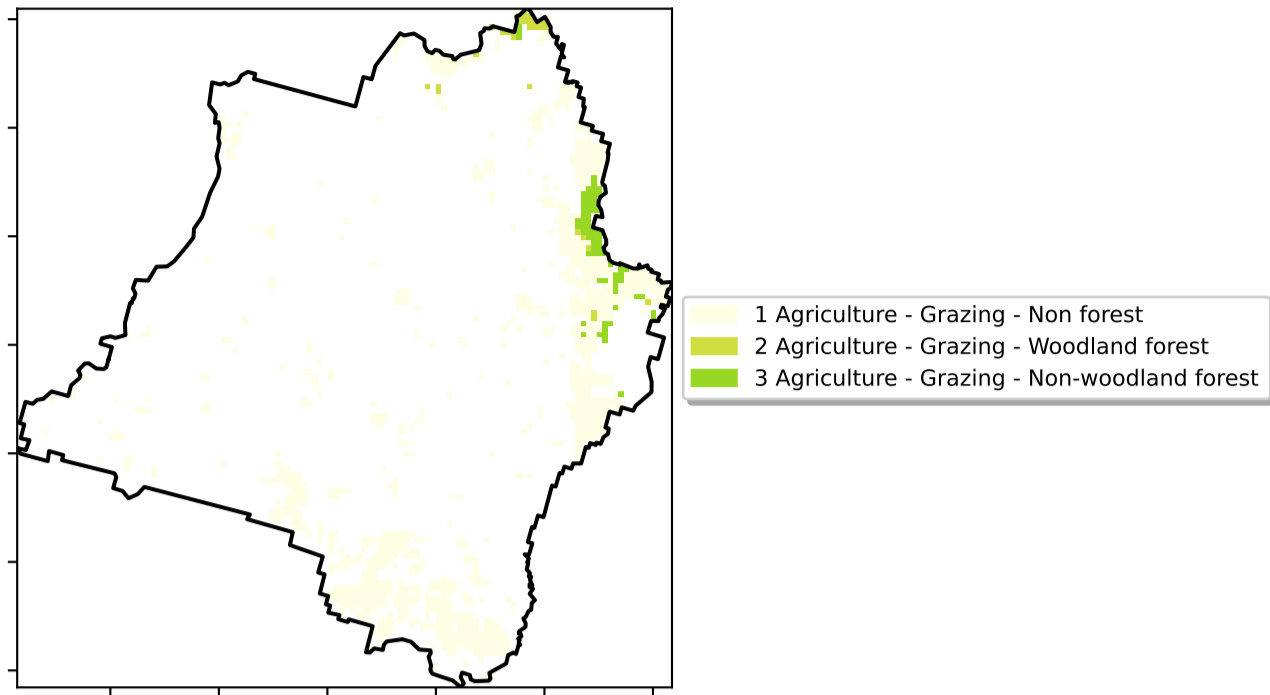 1 Agriculture - Grazing - Non forest
2 Agriculture - Grazing - Woodland forest
3 Agriculture - Grazing - Non-woodland forest